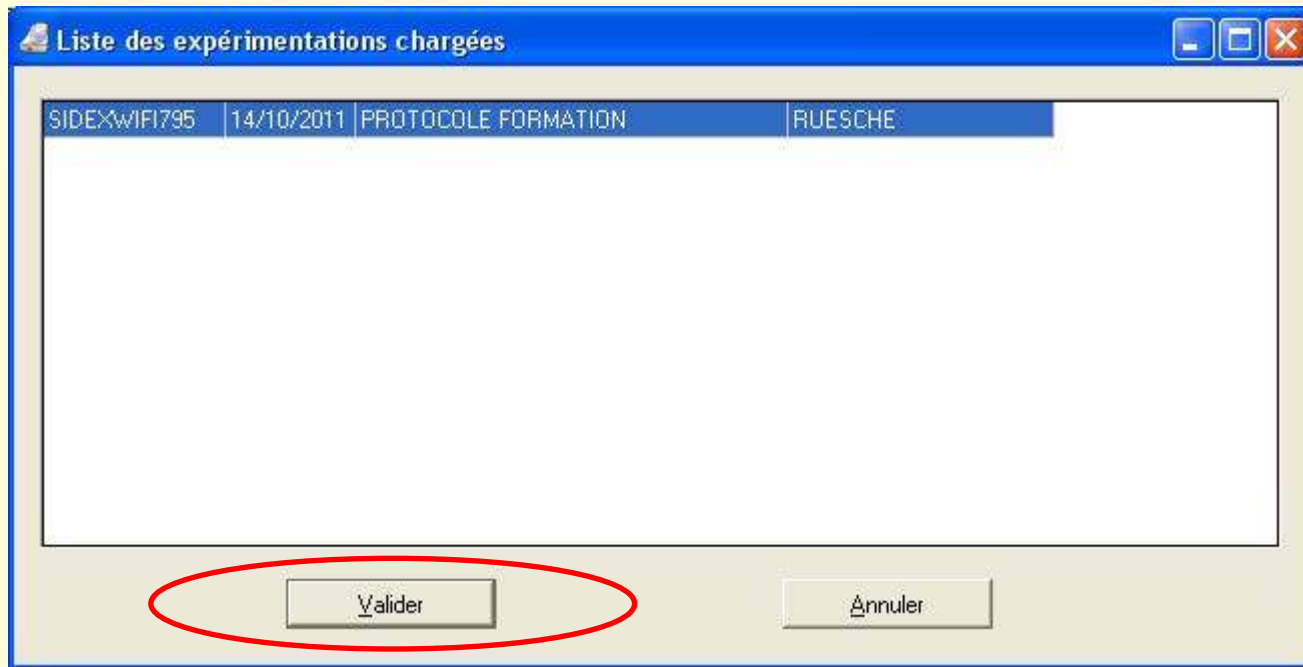 Liste des expérimentations chargées
SIDEXWIFI795 14/10/2011 PROTOCOLE FORMATION RUESCHE
Valider Annuler